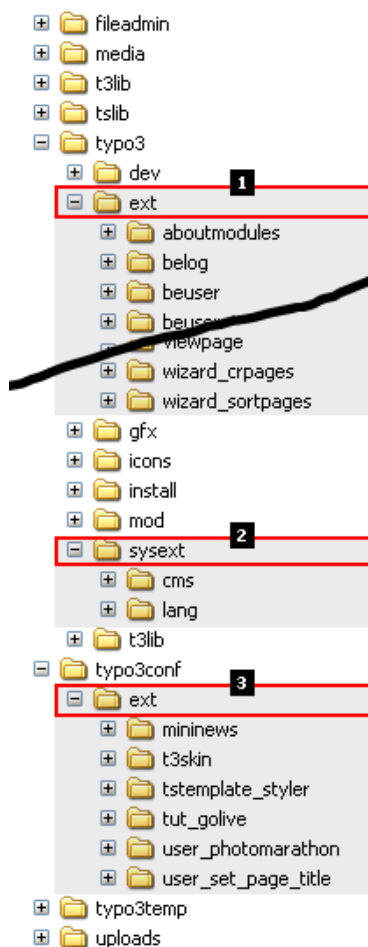 fileadmin
media
t3lib
tslib
typo3
dev
1
ext
aboutmodules
belog
beuser
beuser
viewpage
wizard_crpages
wizard_sortpages
gfx
icons
install
mod
2
sysext
cms
lang
t3lib
typo3conf
3
ext
mininews
t3skin
tstemplate_styler
tut_golive
user_photomarathon
user_set_page_title
typo3temp
uploads